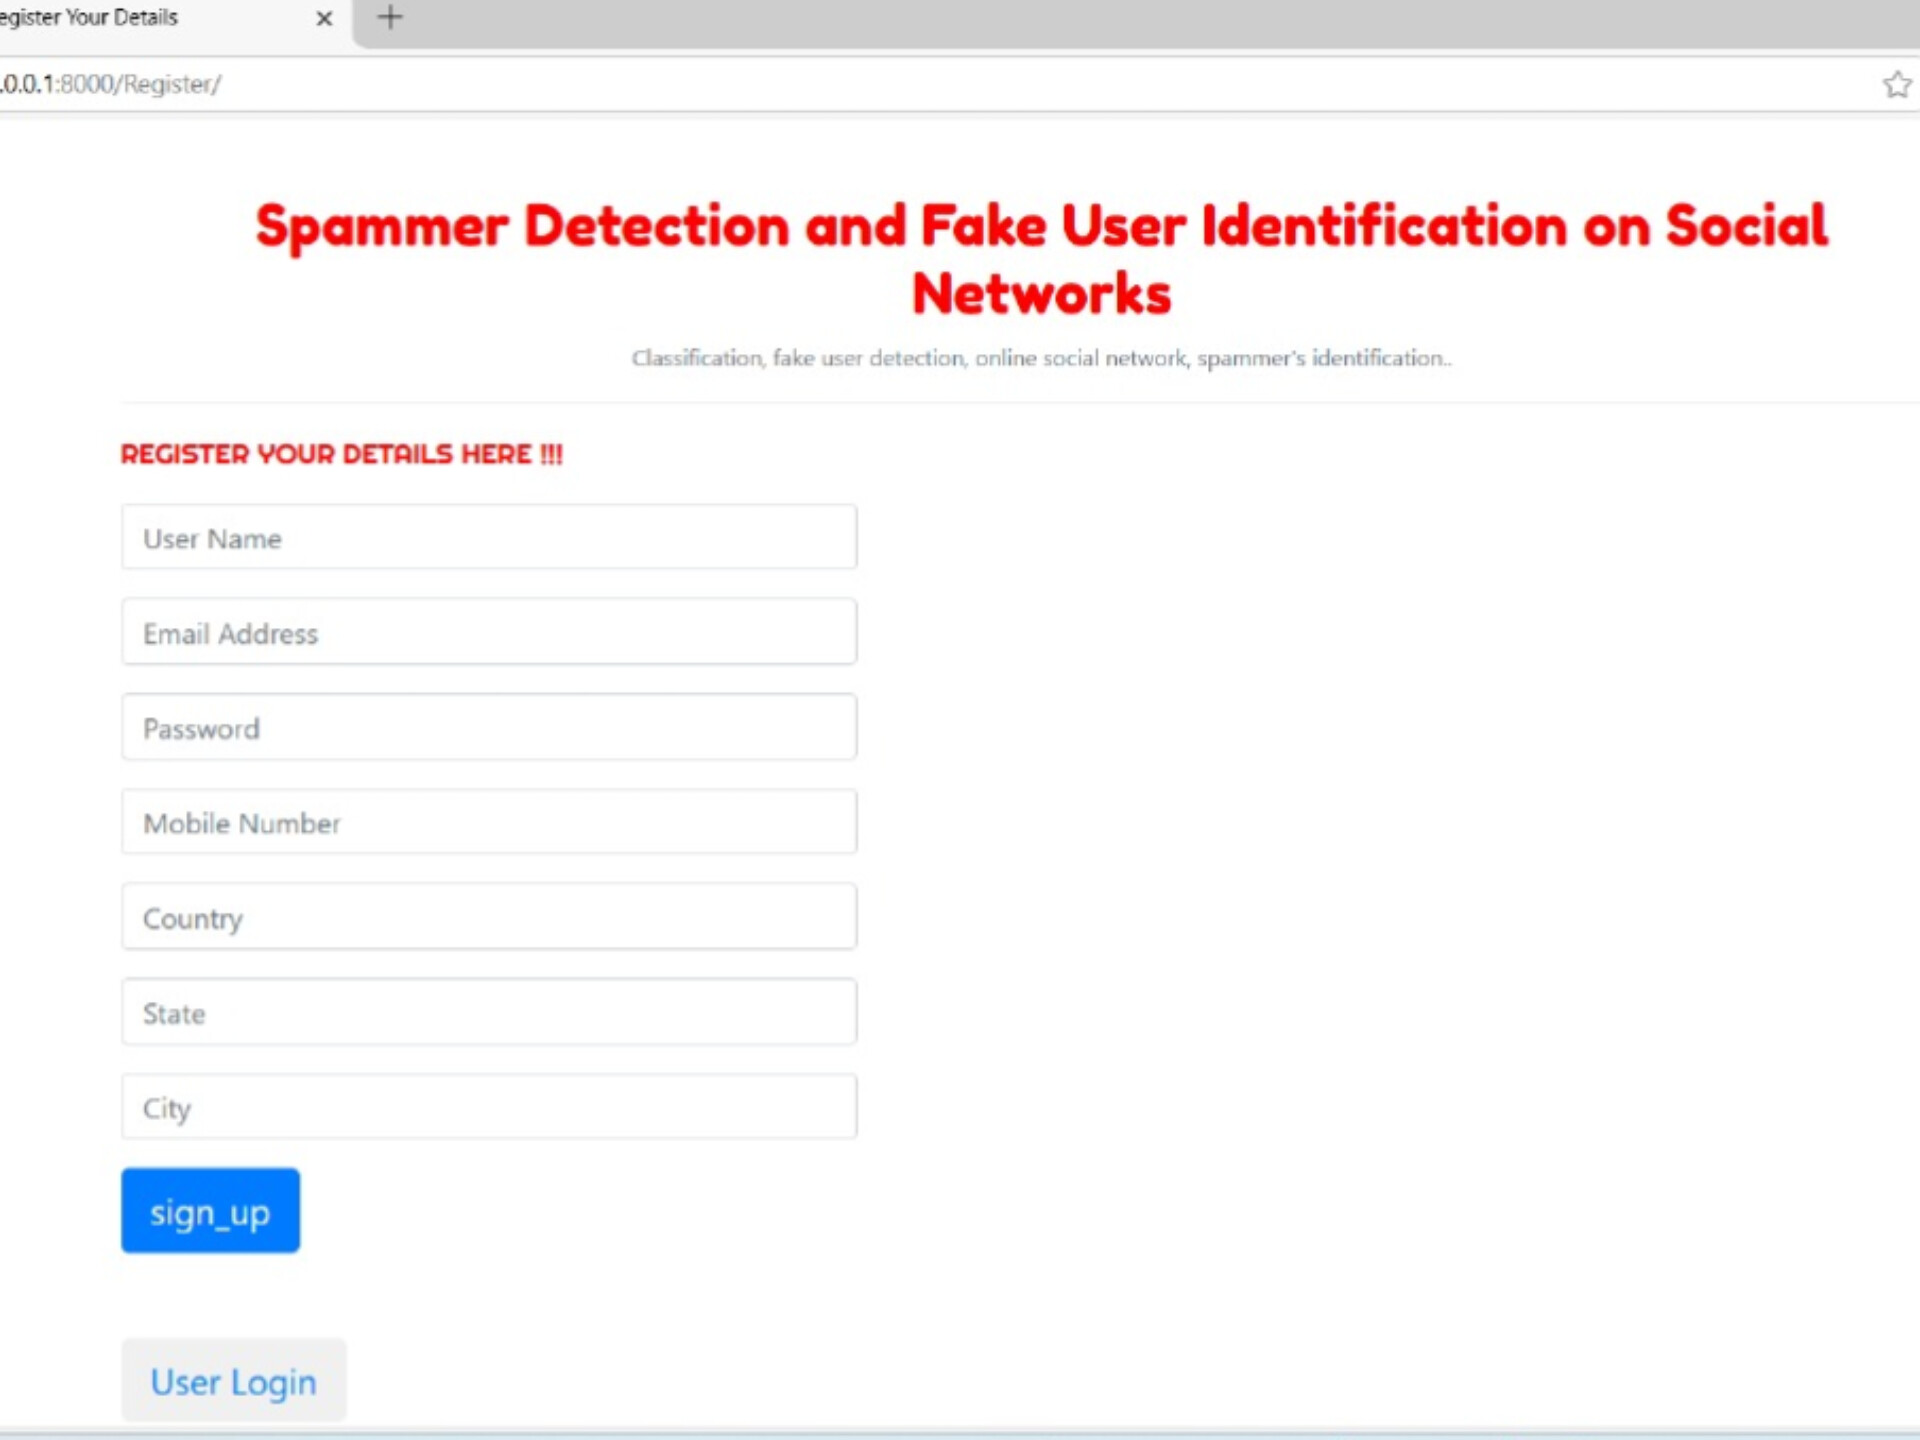 egister Your Details
.0.0.1:8000/Register/
Spammer Detection and Fake User Identification on Social
Networks
Classification, fake user detection, online social network, spammer's identification..
REGISTER YOUR DETAILS HERE !!!
User Name
Email Address
Password
Mobile Number
Country
State
City
sign_up
User Login